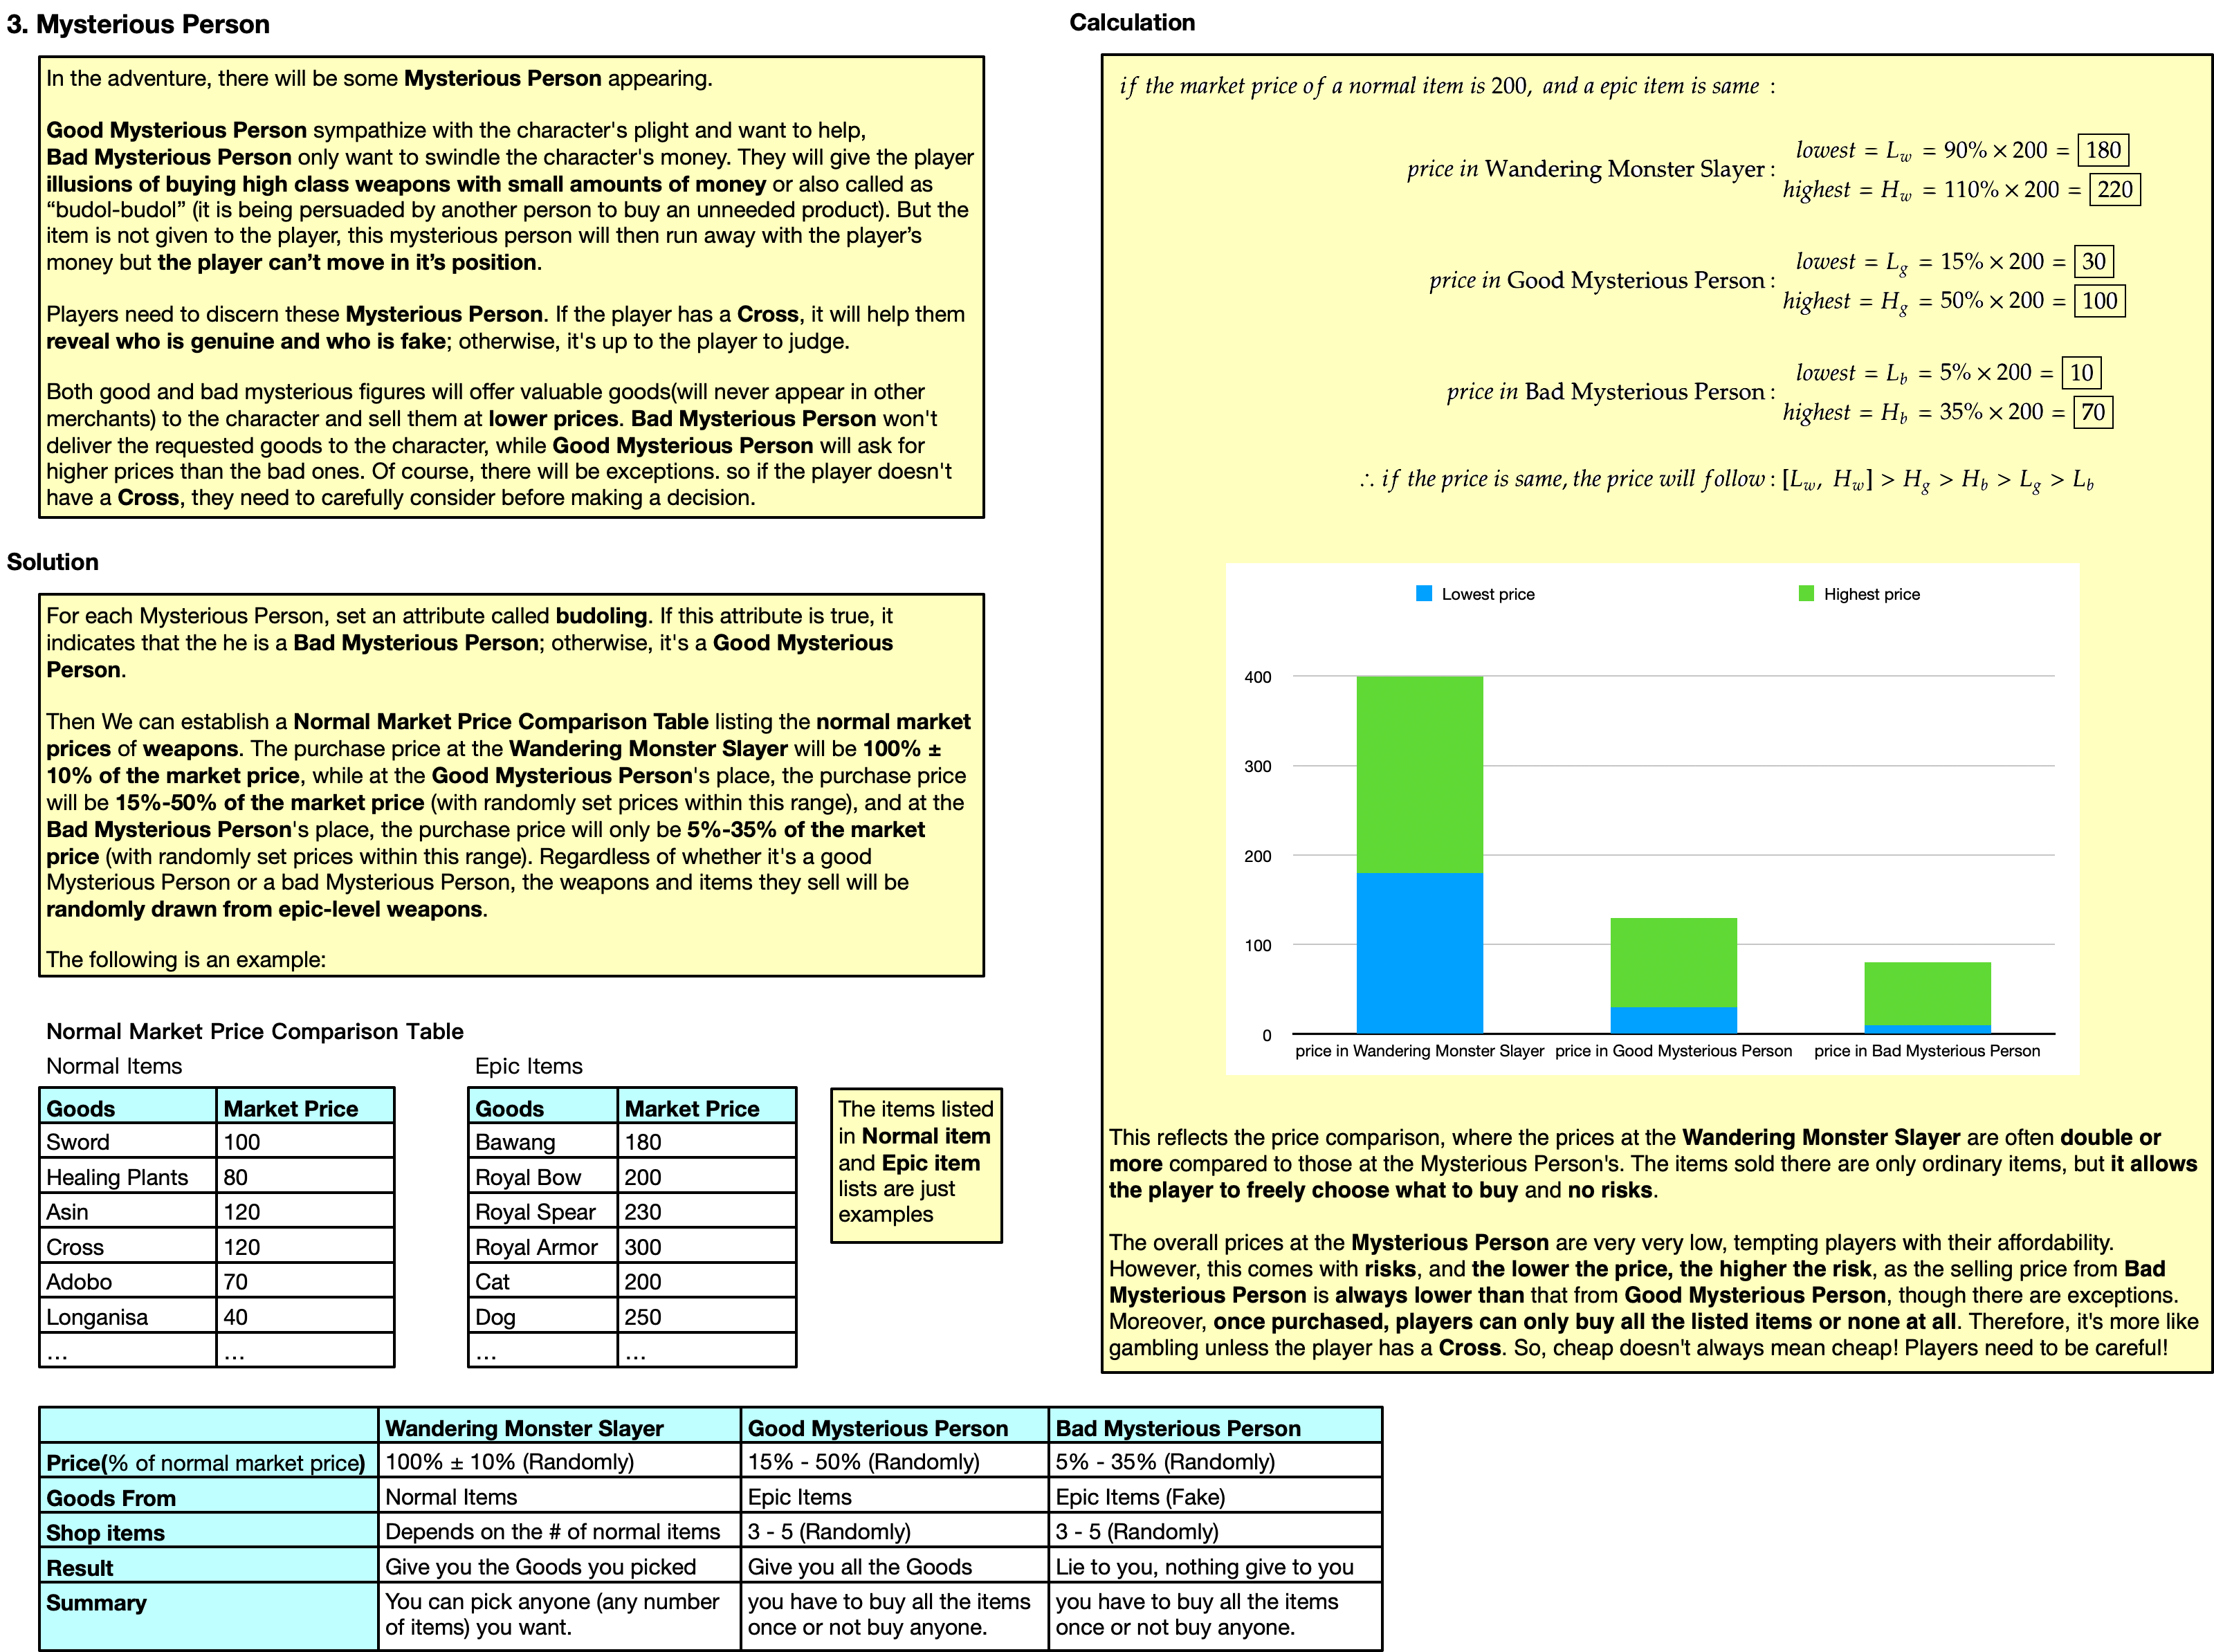 3. Mysterious Person
In the adventure, there will be some Mysterious Person appearing.
Good Mysterious Person sympathize with the character's plight and want to help,
Bad Mysterious Person only want to swindle the character's money. They will give the player
illusions of buying high class weapons with small amounts of money or also called as
“budol-budol” (it is being persuaded by another person to buy an unneeded product). But the
item is not given to the player, this mysterious person will then run away with the player’s
money but the player can’t move in it’s position.
Players need to discern these Mysterious Person. If the player has a Cross, it will help them
reveal who is genuine and who is fake; otherwise, it's up to the player to judge.
Both good and bad mysterious figures will offer valuable goods(will never appear in other
merchants) to the character and sell them at lower prices. Bad Mysterious Person won't
deliver the requested goods to the character, while Good Mysterious Person will ask for
higher prices than the bad ones. Of course, there will be exceptions. so if the player doesn't
have a Cross, they need to carefully consider before making a decision.
Solution
For each Mysterious Person, set an attribute called budoling. If this attribute is true, it
indicates that the he is a Bad Mysterious Person; otherwise, it's a Good Mysterious
Person.
Then We can establish a Normal Market Price Comparison Table listing the normal market
prices of weapons. The purchase price at the Wandering Monster Slayer will be 100% ±
10% of the market price, while at the Good Mysterious Person's place, the purchase price
will be 15%-50% of the market price (with randomly set prices within this range), and at the
Bad Mysterious Person's place, the purchase price will only be 5%-35% of the market
price (with randomly set prices within this range). Regardless of whether it's a good
Mysterious Person or a bad Mysterious Person, the weapons and items they sell will be
randomly drawn from epic-level weapons.
The following is an example:
Normal Market Price Comparison Table
Normal Items
Goods Market Price
Sword 100
Healing Plants 80
Asin 120
Cross 120
Adobo 70
Longanisa 40
... ...
Epic Items
Goods Market Price
Bawang 180
Royal Bow 200
Royal Spear 230
Royal Armor 300
Cat 200
Dog 250
... ...
The items listed
in Normal item
and Epic item
lists are just
examples
Calculation
if the market price of a normal item is 200, and a epic item is same :
price in Wandering Monster Slayer :
lowest = Lw = 90% × 200 = 180
highest = Hw = 110% × 200 = 220
price in Good Mysterious Person :
lowest = Lg = 15% × 200 = 30
highest = Hg = 50% × 200 = 100
price in Bad Mysterious Person :
lowest = Lb = 5% × 200 = 10
highest = Hb = 35% × 200 = 70
∴ if the price is same, the price will follow : [Lw, Hw] > Hg > Hb > Lg > Lb
Lowest price Highest price
400
300
200
100
0
price in Wandering Monster Slayer price in Good Mysterious Person price in Bad Mysterious Person
This reflects the price comparison, where the prices at the Wandering Monster Slayer are often double or
more compared to those at the Mysterious Person's. The items sold there are only ordinary items, but it allows
the player to freely choose what to buy and no risks.
The overall prices at the Mysterious Person are very very low, tempting players with their affordability.
However, this comes with risks, and the lower the price, the higher the risk, as the selling price from Bad
Mysterious Person is always lower than that from Good Mysterious Person, though there are exceptions.
Moreover, once purchased, players can only buy all the listed items or none at all. Therefore, it's more like
gambling unless the player has a Cross. So, cheap doesn't always mean cheap! Players need to be careful!
Wandering Monster Slayer Good Mysterious Person Bad Mysterious Person
Price(% of normal market price) 100% ± 10% (Randomly) 15% - 50% (Randomly) 5% - 35% (Randomly)
Goods From Normal Items Epic Items Epic Items (Fake)
Shop items Depends on the # of normal items 3 - 5 (Randomly) 3 - 5 (Randomly)
Result Give you the Goods you picked Give you all the Goods Lie to you, nothing give to you
Summary You can pick anyone (any number you have to buy all the items you have to buy all the items
of items) you want. once or not buy anyone. once or not buy anyone.